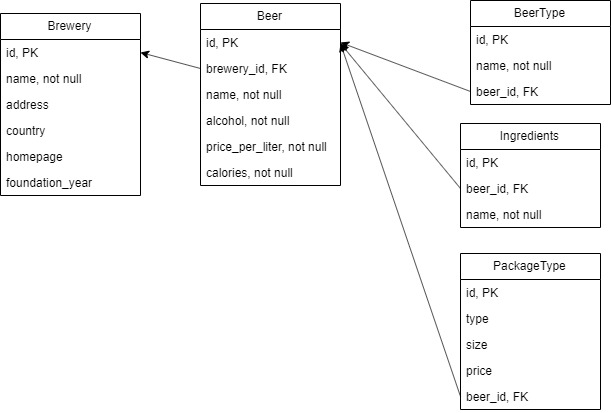 Brewery
id, PK
name, not null
address
country
homepage
foundation_year
Beer
id, PK
brewery_id, FK
name, not null
alcohol, not null
price_per_liter, not null
calories, not null
BeerType
id, PK
name, not null
beer_id, FK
Ingredients
id, PK
beer_id, FK
name, not null
PackageType
id, PK
type
size
price
beer_id, FK